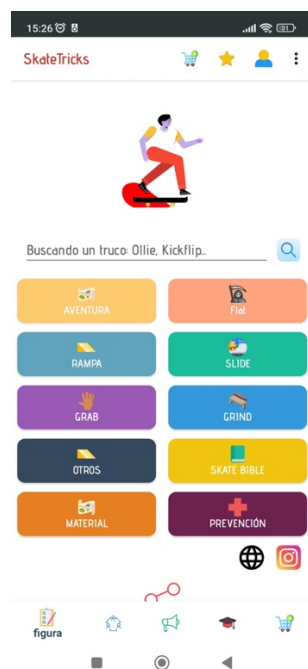 15:26
SkateTricks
Buscando un truco: Ollie, Kickflip..
AVENTURA
Flat
RAMPA
SLIDE
GRAB
GRIND
OTROS
SKATE BIBLE
MATERIAL
PREVENCIÓN
figura